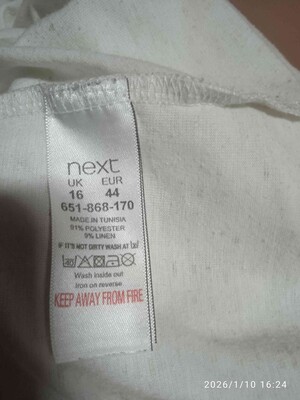 next
UK EUR
16 44
651-868-170
MADE IN TUNISIA
91% POLYESTER
9% LINEN
IF IT'S NOT DIRTY WASH AT
Wash inside out
Iron on reverse
KEEP AWAY FROM FIRE
2026/1/10 16:24